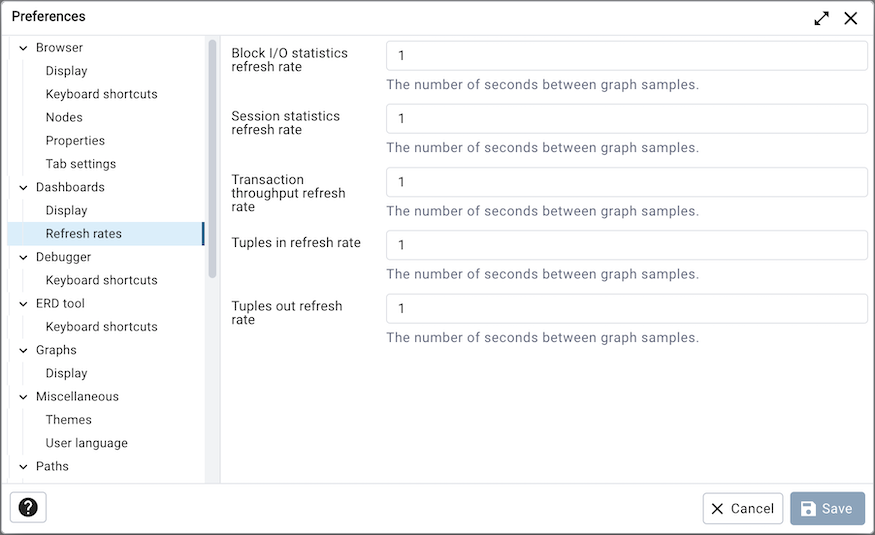 Preferences
Browser
Display
Keyboard shortcuts
Nodes
Properties
Tab settings
Dashboards
Display
Refresh rates
Debugger
Keyboard shortcuts
ERD tool
Keyboard shortcuts
Graphs
Display
Miscellaneous
Themes
User language
Paths
Block I/O statistics
refresh rate
1
The number of seconds between graph samples.
Session statistics
refresh rate
1
The number of seconds between graph samples.
Transaction
throughput refresh
rate
1
The number of seconds between graph samples.
Tuples in refresh rate
1
The number of seconds between graph samples.
Tuples out refresh
rate
1
The number of seconds between graph samples.
?
Cancel
Save